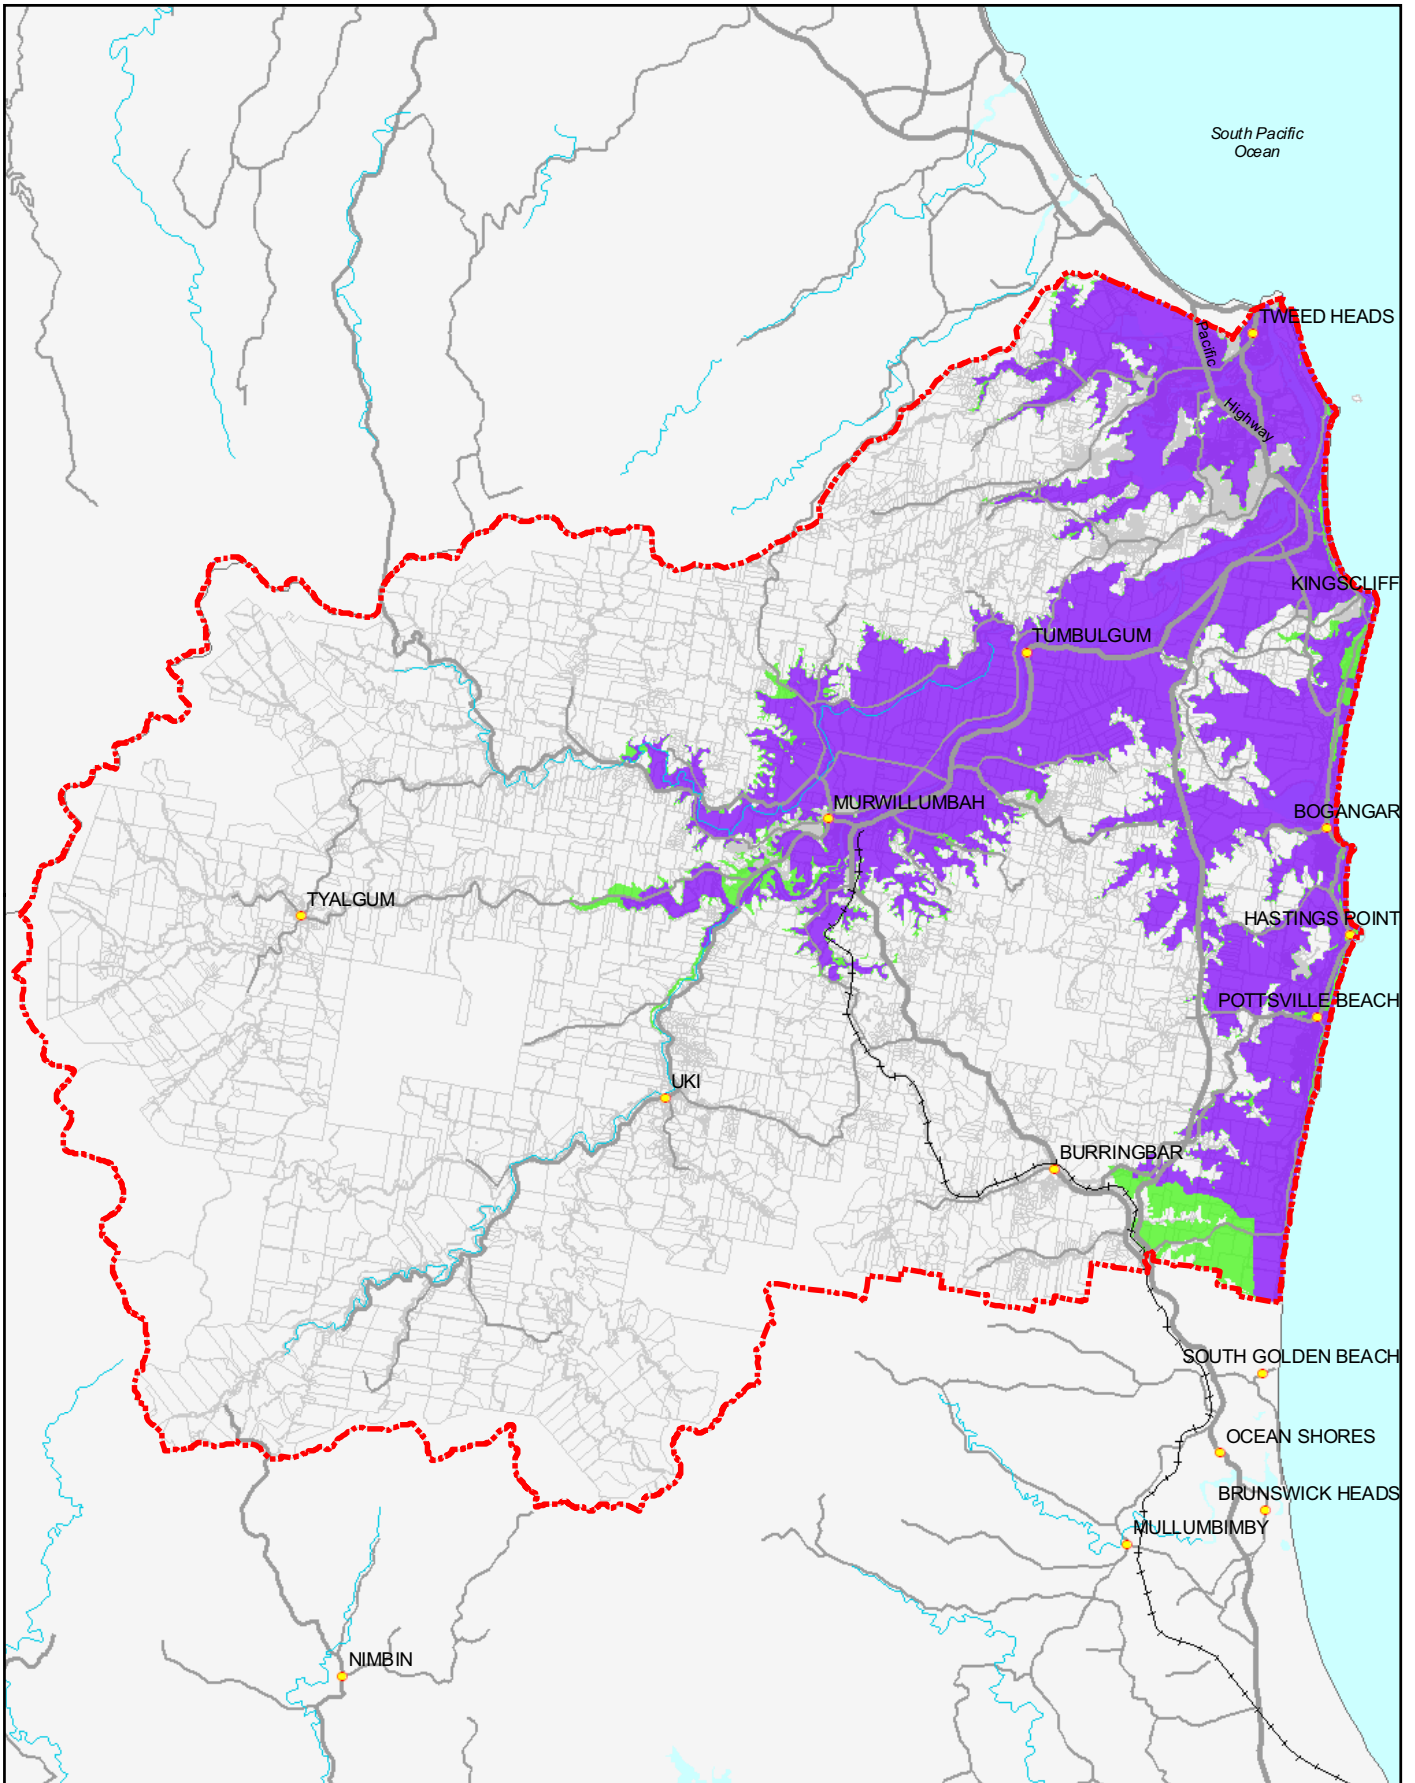 South Pacific
Ocean
TWEED HEADS
Pacific
Highway
KINGSCLIFF
TUMBULGUM
MURWILLUMBAH
BOGANGAR
TYALGUM
HASTINGS POINT
POTTSVILLE BEACH
UKI
BURRINGBAR
SOUTH GOLDEN BEACH
OCEAN SHORES
BRUNSWICK HEADS
MULLUMBIMBY
NIMBIN